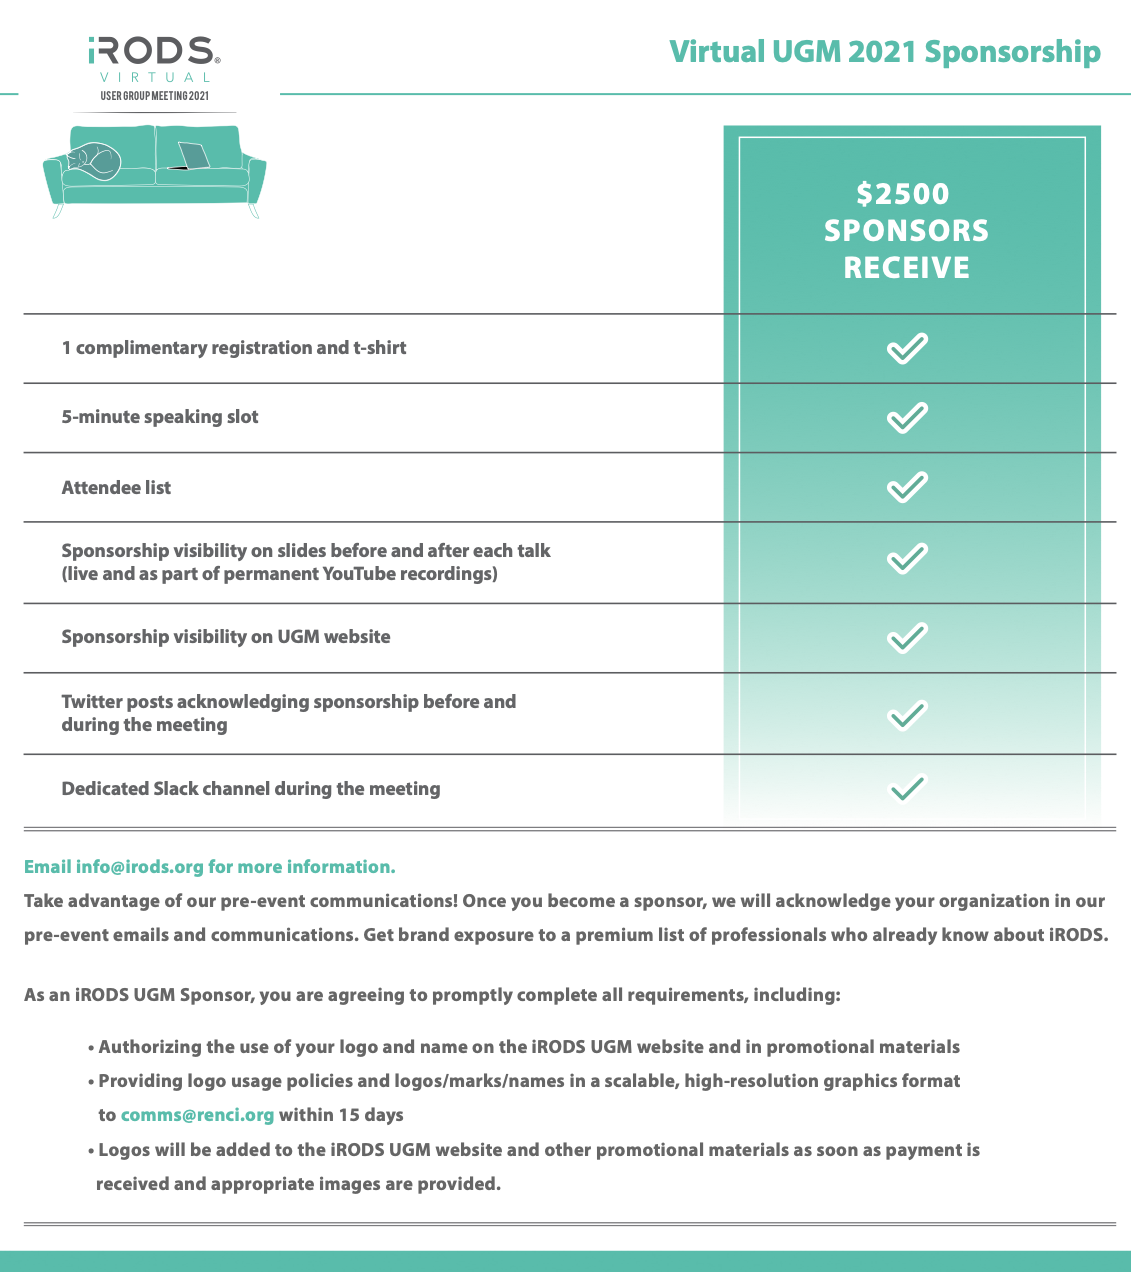 iRODS®
VIRTUAL
USER GROUP MEETING 2021
Virtual UGM 2021 Sponsorship
$2500
SPONSORS
RECEIVE
1 complimentary registration and t-shirt
5-minute speaking slot
Attendee list
Sponsorship visibility on slides before and after each talk
(live and as part of permanent YouTube recordings)
Sponsorship visibility on UGM website
Twitter posts acknowledging sponsorship before and
during the meeting
Dedicated Slack channel during the meeting
Email info@irods.org for more information.
Take advantage of our pre-event communications! Once you become a sponsor, we will acknowledge your organization in our
pre-event emails and communications. Get brand exposure to a premium list of professionals who already know about iRODS.
As an iRODS UGM Sponsor, you are agreeing to promptly complete all requirements, including:
• Authorizing the use of your logo and name on the iRODS UGM website and in promotional materials
• Providing logo usage policies and logos/marks/names in a scalable, high-resolution graphics format
to comms@renci.org within 15 days
• Logos will be added to the iRODS UGM website and other promotional materials as soon as payment is
received and appropriate images are provided.